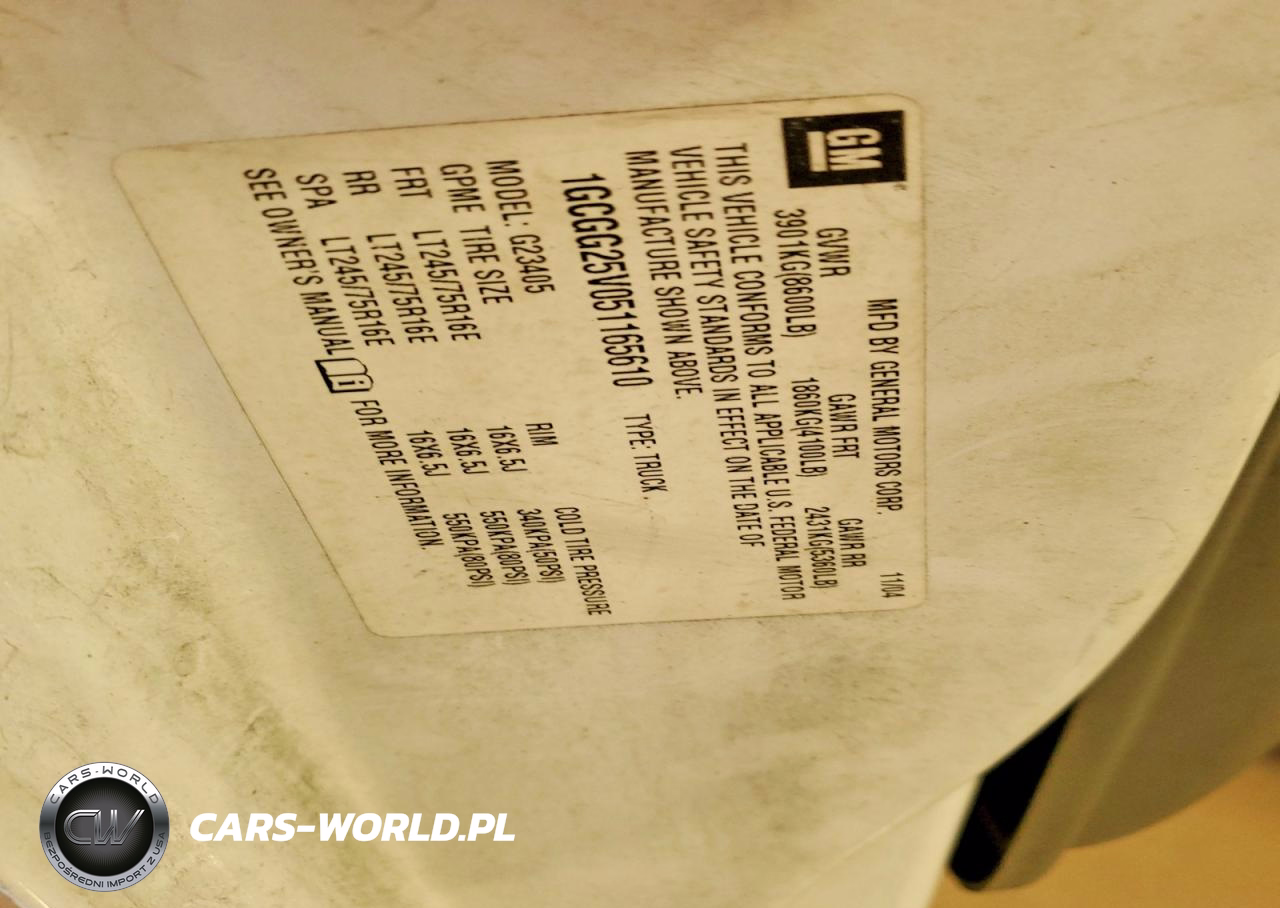 GM
MFD BY GENERAL MOTORS CORP. 11/04
GVWR GAWR FRT GAWR RR
3901KG(8600LB) 1860KG(4100LB) 2431KG(5360LB)
THIS VEHICLE CONFORMS TO ALL APPLICABLE U.S. FEDERAL MOTOR
VEHICLE SAFETY STANDARDS IN EFFECT ON THE DATE OF
MANUFACTURE SHOWN ABOVE.
1GCGG25V051165610 TYPE: TRUCK
MODEL: G23405
GPME TIRE SIZE RIM COLD TIRE PRESSURE
FRT LT245/75R16E 16X6.5J 340KPA(50PSI)
RR LT245/75R16E 16X6.5J 550KPA(80PSI)
SPA LT245/75R16E 16X6.5J 550KPA(80PSI)
SEE OWNER'S MANUAL FOR MORE INFORMATION.
CARS-WORLD
CW
BEZPOŚREDNI IMPORT Z USA
CARS-WORLD.PL